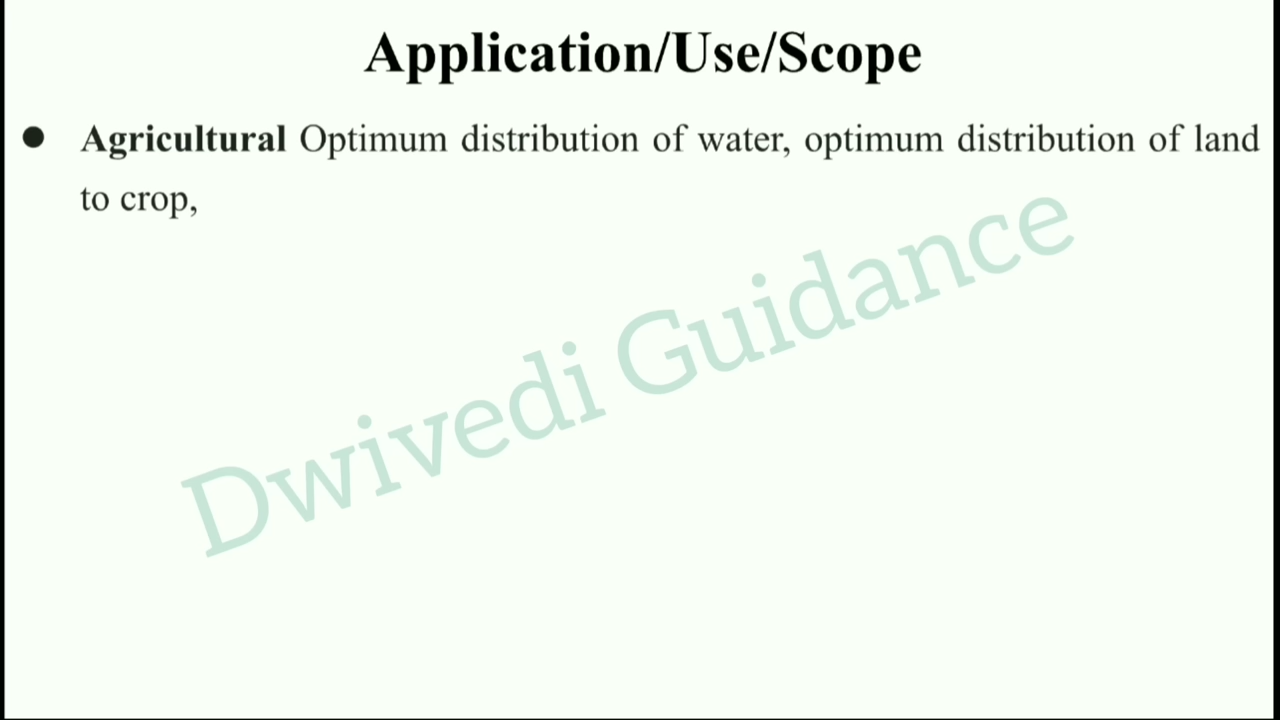 Application/Use/Scope
● Agricultural Optimum distribution of water, optimum distribution of land
to crop,
Dwivedi Guidance